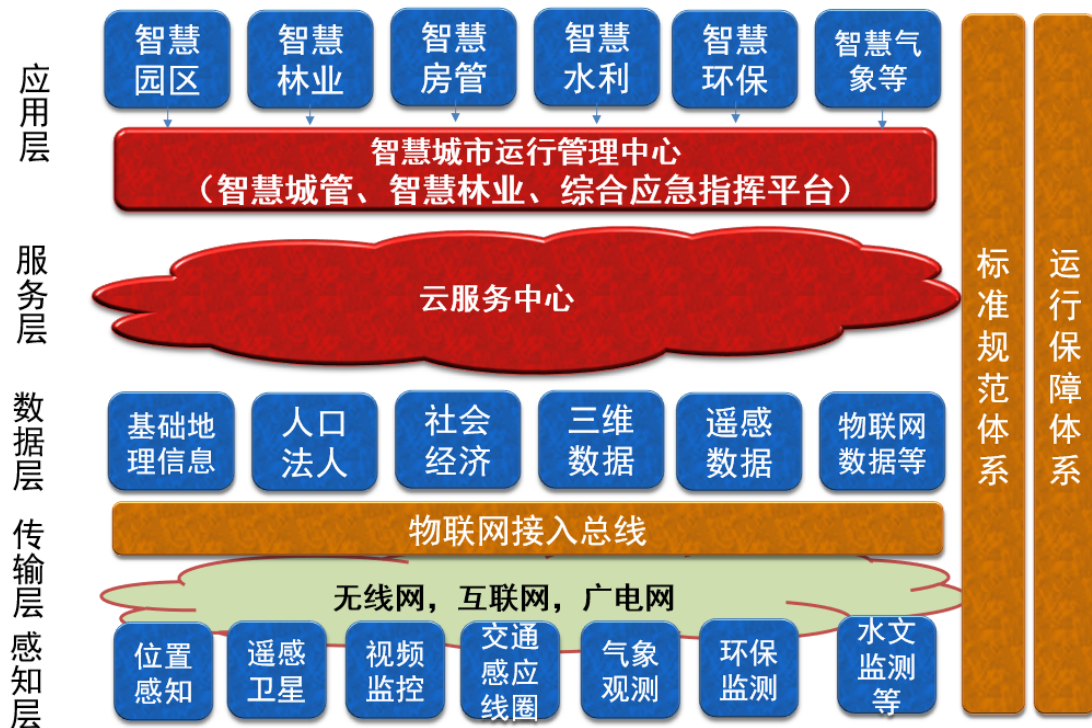 应用层
智慧
园区
智慧
林业
智慧
房管
智慧
水利
智慧
环保
智慧气
象等
智慧城市运行管理中心
（智慧城管、智慧林业、综合应急指挥平台）
服务层
云服务中心
数据层
基础地
理信息
人口
法人
社会
经济
三维
数据
遥感
数据
物联网
数据等
传输层
物联网接入总线
无线网，互联网，广电网
感知层
位置
感知
遥感
卫星
视频
监控
交通
感应
线圈
气象
观测
环保
监测
水文
监测
等
标准规范体系
运行保障体系